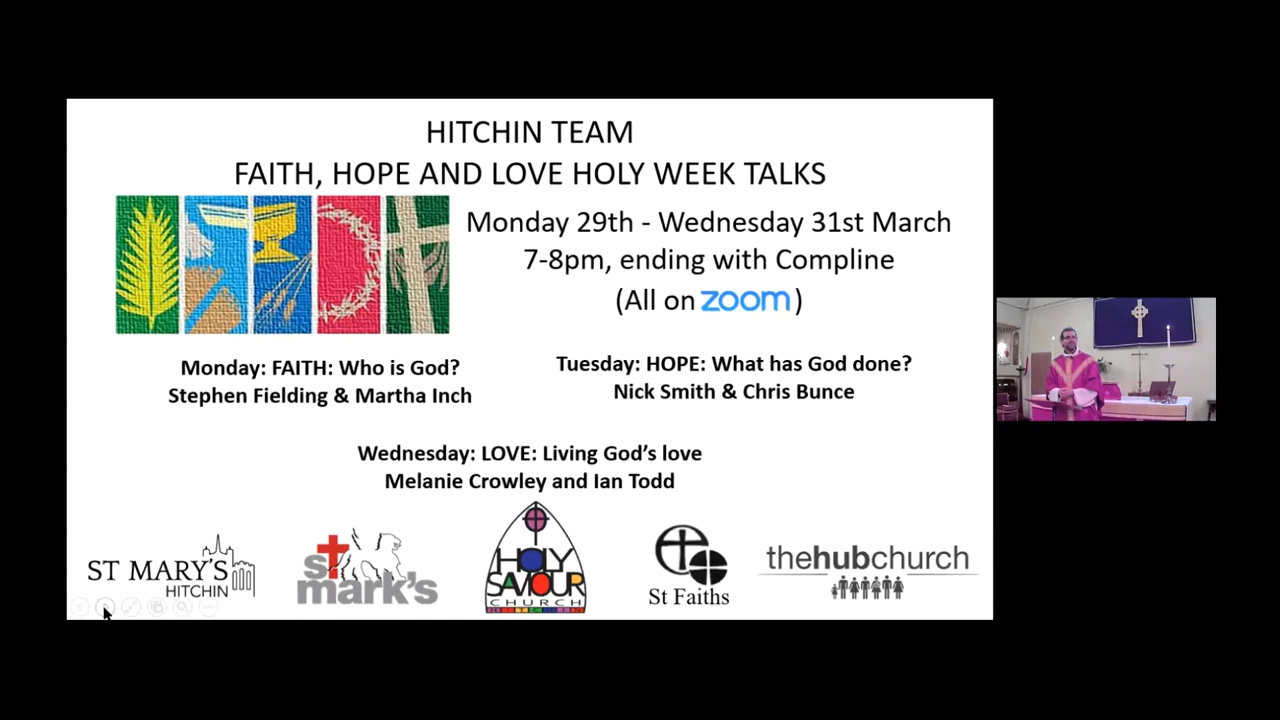 HITCHIN TEAM
FAITH, HOPE AND LOVE HOLY WEEK TALKS
Monday 29th - Wednesday 31st March
7-8pm, ending with Compline
(All on zoom)
Monday: FAITH: Who is God?
Stephen Fielding & Martha Inch
Tuesday: HOPE: What has God done?
Nick Smith & Chris Bunce
Wednesday: LOVE: Living God's love
Melanie Crowley and Ian Todd
ST MARY'S
HITCHIN
st
mark's
HOLY
SAVIOUR
CHURCH
St Faiths
thehubchurch